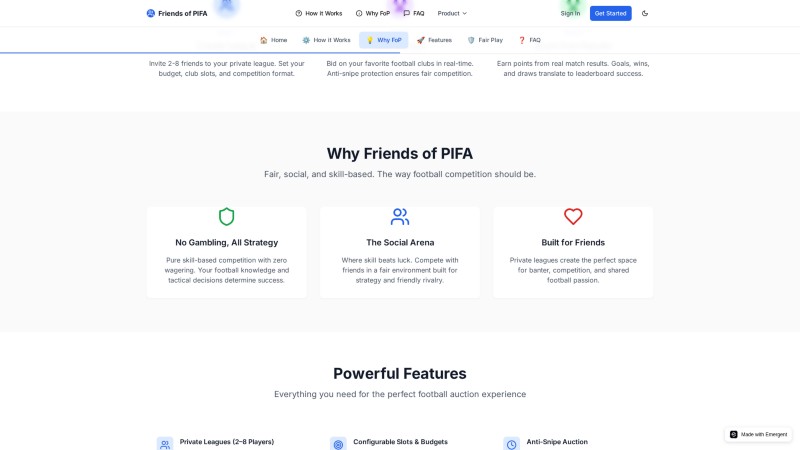 Friends of PIFA
How it Works
Why FoP
FAQ
Product
Sign In
Get Started
🏠 Home
⚙️ How it Works
💡 Why FoP
🚀 Features
🛡️ Fair Play
❓ FAQ
Invite 2-8 friends to your private league. Set your
budget, club slots, and competition format.
Bid on your favorite football clubs in real-time.
Anti-snipe protection ensures fair competition.
Earn points from real match results. Goals, wins,
and draws translate to leaderboard success.
Why Friends of PIFA
Fair, social, and skill-based. The way football competition should be.
No Gambling, All Strategy
Pure skill-based competition with zero
wagering. Your football knowledge and
tactical decisions determine success.
The Social Arena
Where skill beats luck. Compete with
friends in a fair environment built for
strategy and friendly rivalry.
Built for Friends
Private leagues create the perfect space
for banter, competition, and shared
football passion.
Powerful Features
Everything you need for the perfect football auction experience
Private Leagues (2–8 Players)
Configurable Slots & Budgets
Anti-Snipe Auction
Made with Emergent